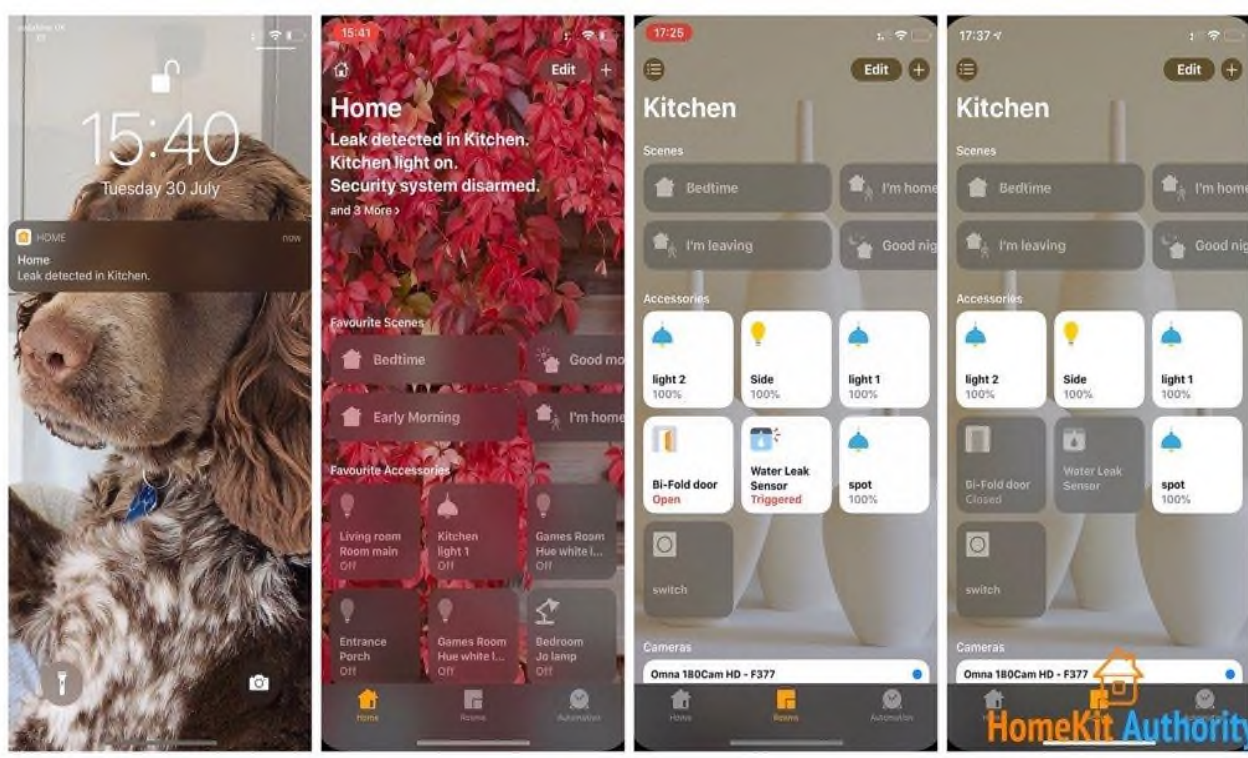 vodafone UK
15:40
Tuesday 30 July
HOME
now
Home
Leak detected in Kitchen.
15:41
Edit +
Home
Leak detected in Kitchen.
Kitchen light on.
Security system disarmed.
and 3 More >
Favourite Scenes
Bedtime
Good mo
Early Morning
I'm home
Favourite Accessories
Living room
Room main
Off
Kitchen
light 1
Off
Games Room
Hue white l...
Off
Entrance
Porch
Off
Games Room
Hue white l...
Off
Bedroom
Jo lamp
Off
Home
Rooms
Automation
17:25
Edit +
Kitchen
Scenes
Bedtime
I'm home
I'm leaving
Good nig
Accessories
light 2
100%
Side
100%
light 1
100%
Bi-Fold door
Open
Water Leak
Sensor
Triggered
spot
100%
switch
Cameras
Omna 180Cam HD - F377
Home
Rooms
Automation
17:37
Edit +
Kitchen
Scenes
Bedtime
I'm home
I'm leaving
Good nig
Accessories
light 2
100%
Side
100%
light 1
100%
Bi-Fold door
Closed
Water Leak
Sensor
spot
100%
switch
Cameras
Omna 180Cam HD - F377
HomeKit Authority